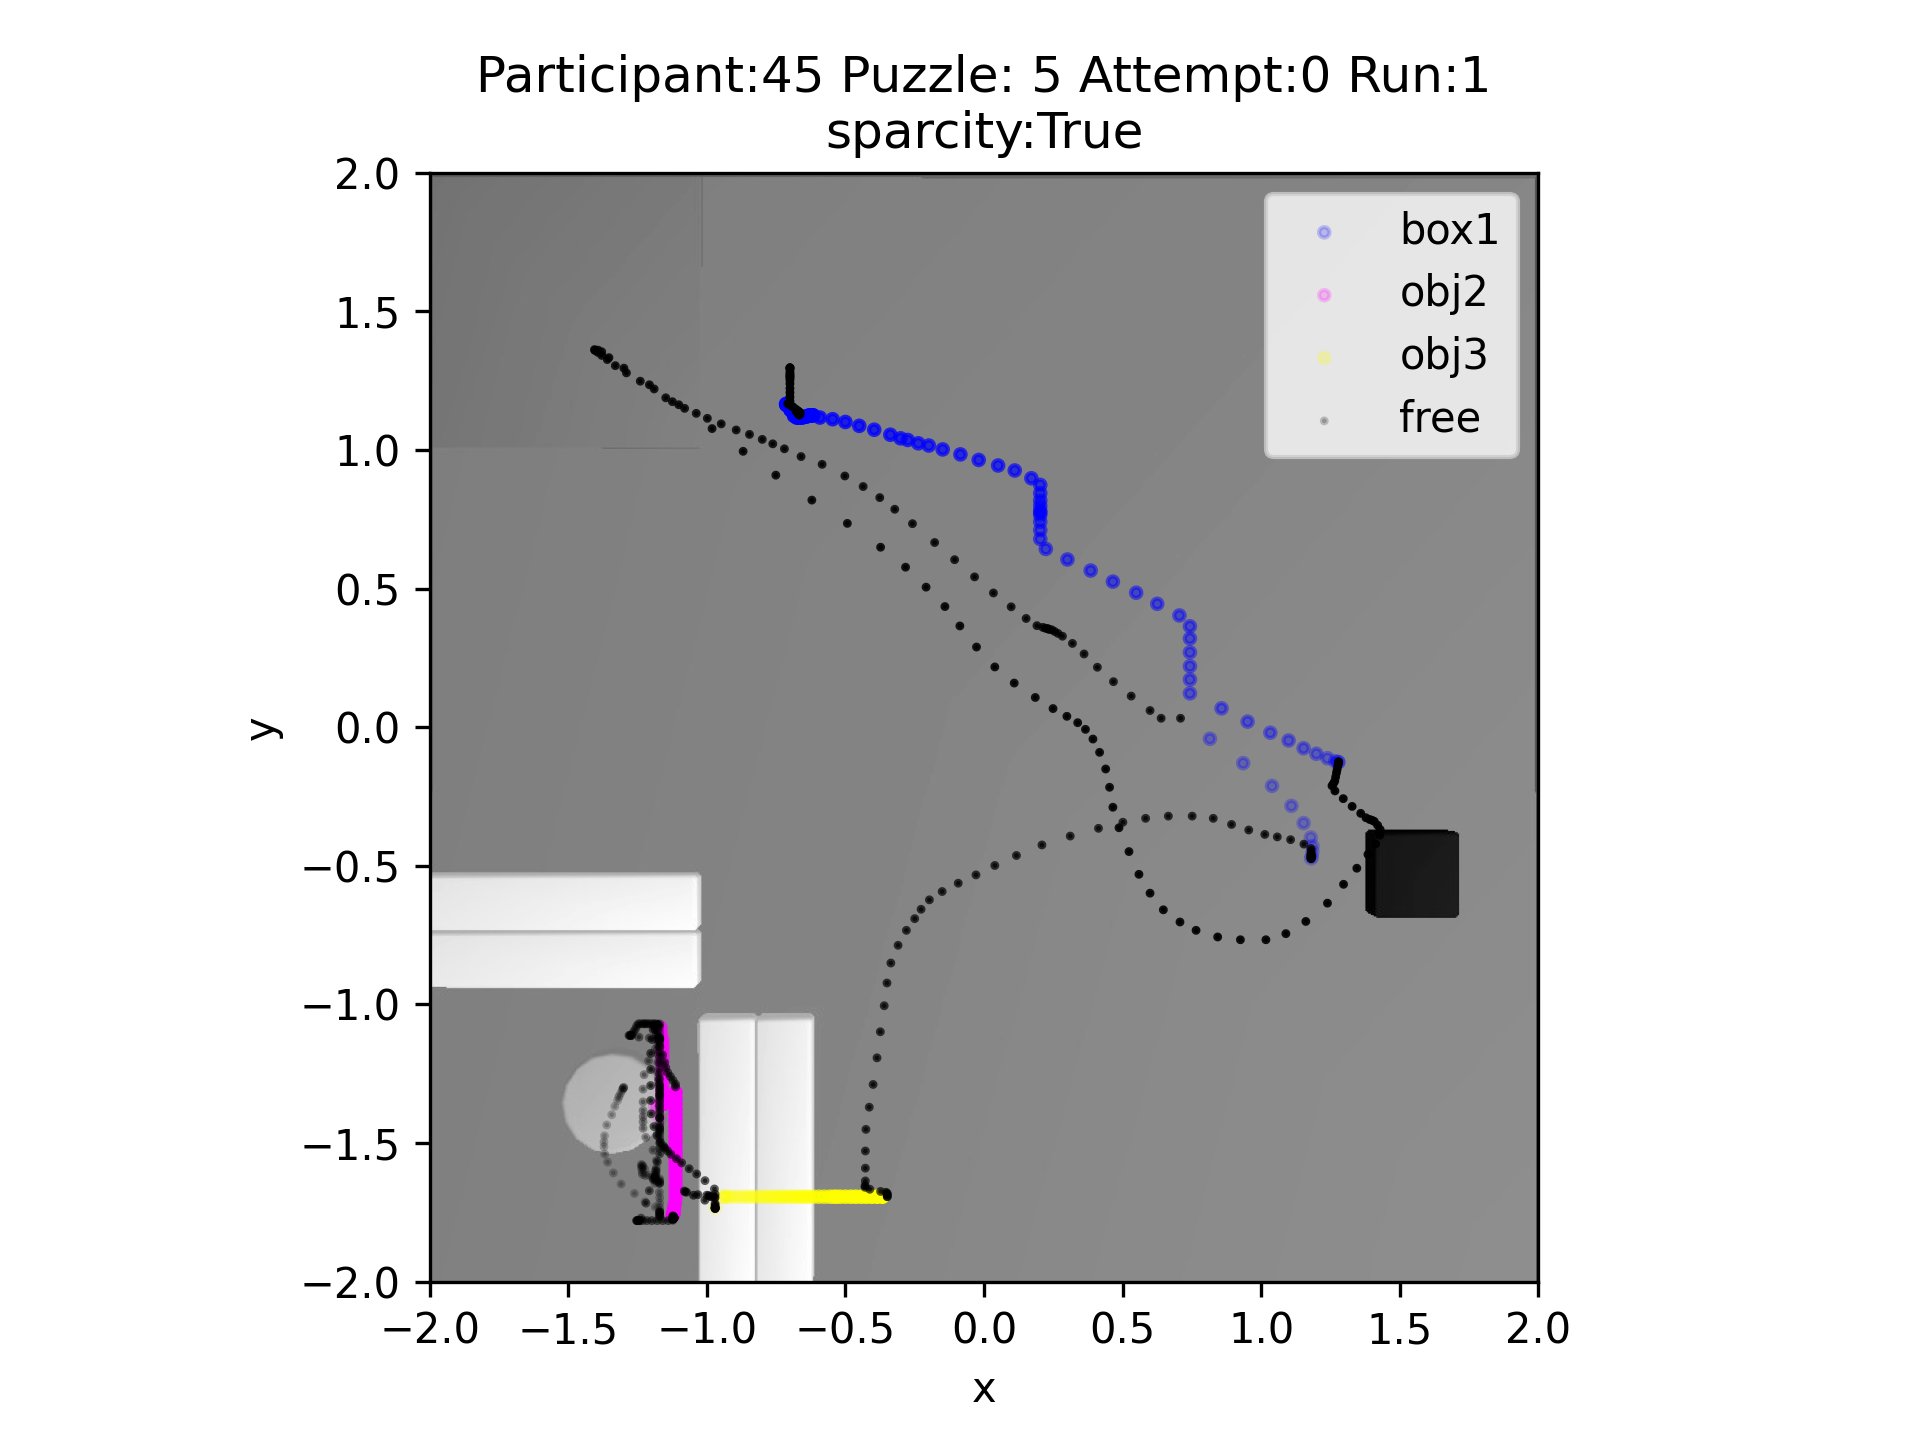 Participant:45 Puzzle: 5 Attempt:0 Run:1
sparcity:True
2.0
1.5
1.0
0.5
0.0
−0.5
−1.0
−1.5
−2.0
y
box1
obj2
obj3
free
−2.0 −1.5 −1.0 −0.5 0.0 0.5 1.0 1.5 2.0
x